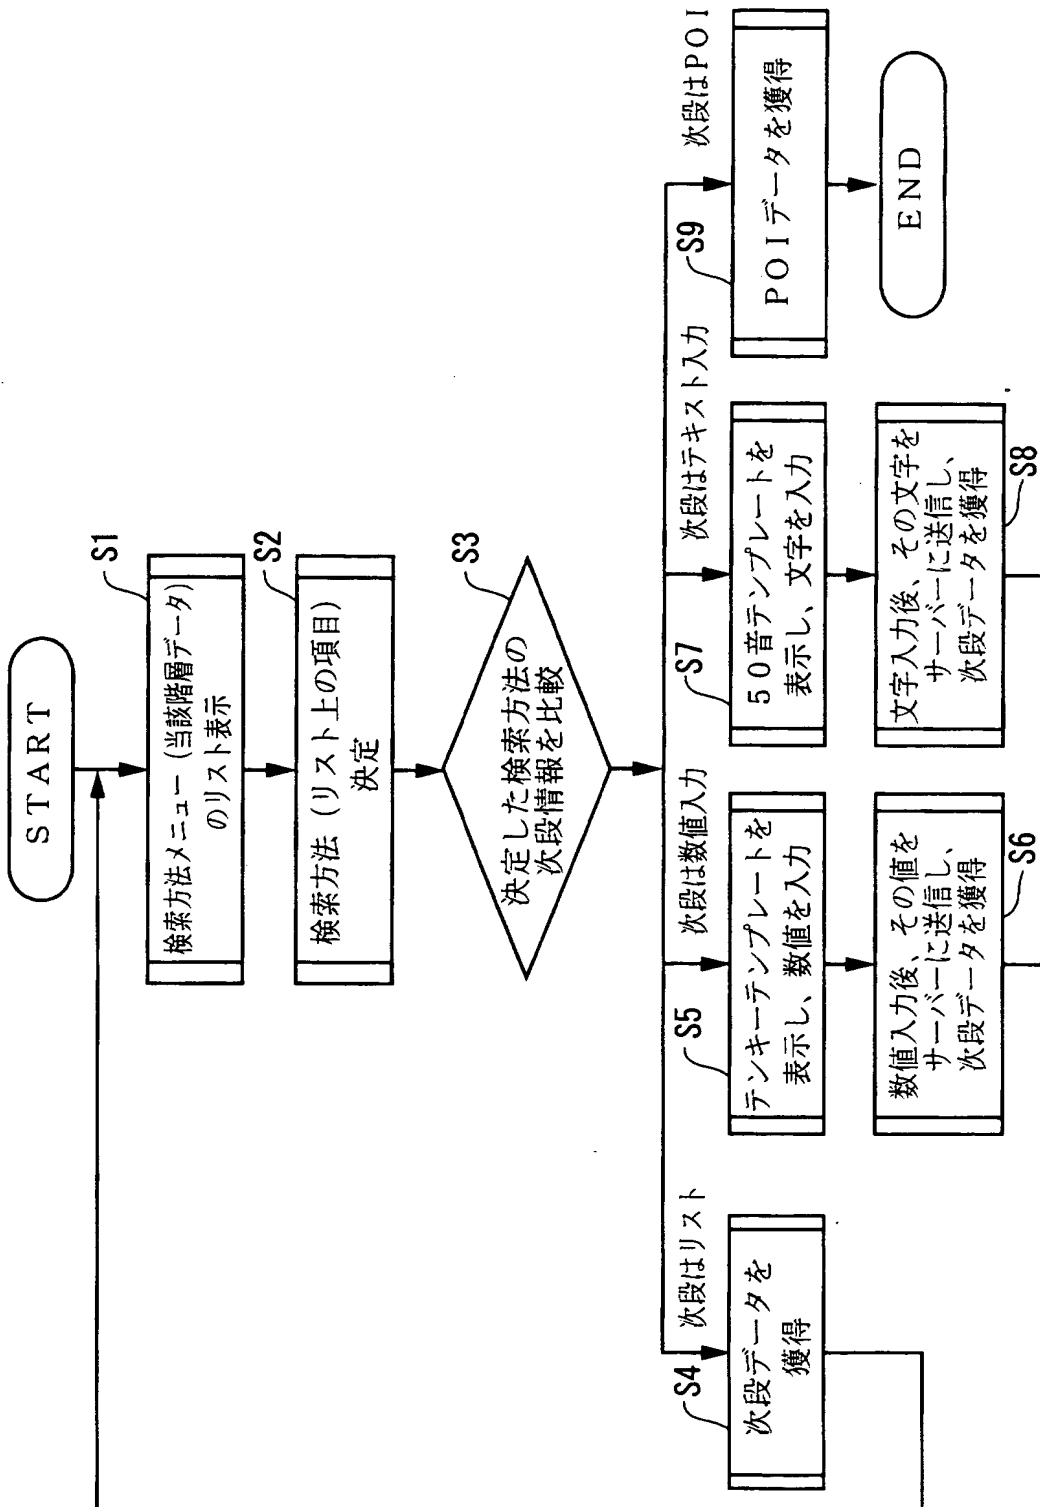 START
S1
検索方法メニュー（当該階層データ）
のリスト表示
S2
検索方法（リスト上の項目）
決定
S3
決定した検索方法の
次段情報を比較
次段はリスト
S4
次段データを
獲得
次段は数値入力
S5
テンキーテンプレートを
表示し、数値を入力
数値入力後、その値を
サーバーに送信し、
次段データを獲得
S6
次段はテキスト入力
S7
50音テンプレートを
表示し、文字を入力
文字入力後、その文字を
サーバーに送信し、
次段データを獲得
S8
次段はPOI
S9
POIデータを獲得
END